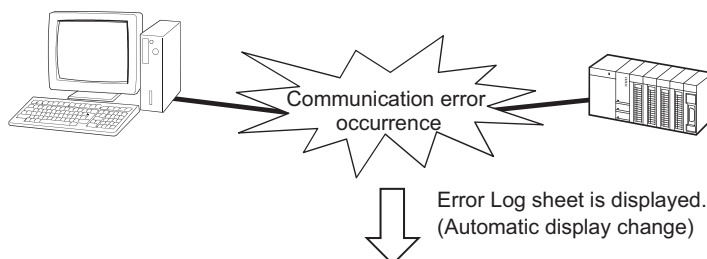 Communication error
occurrence
Error Log sheet is displayed.
(Automatic display change)